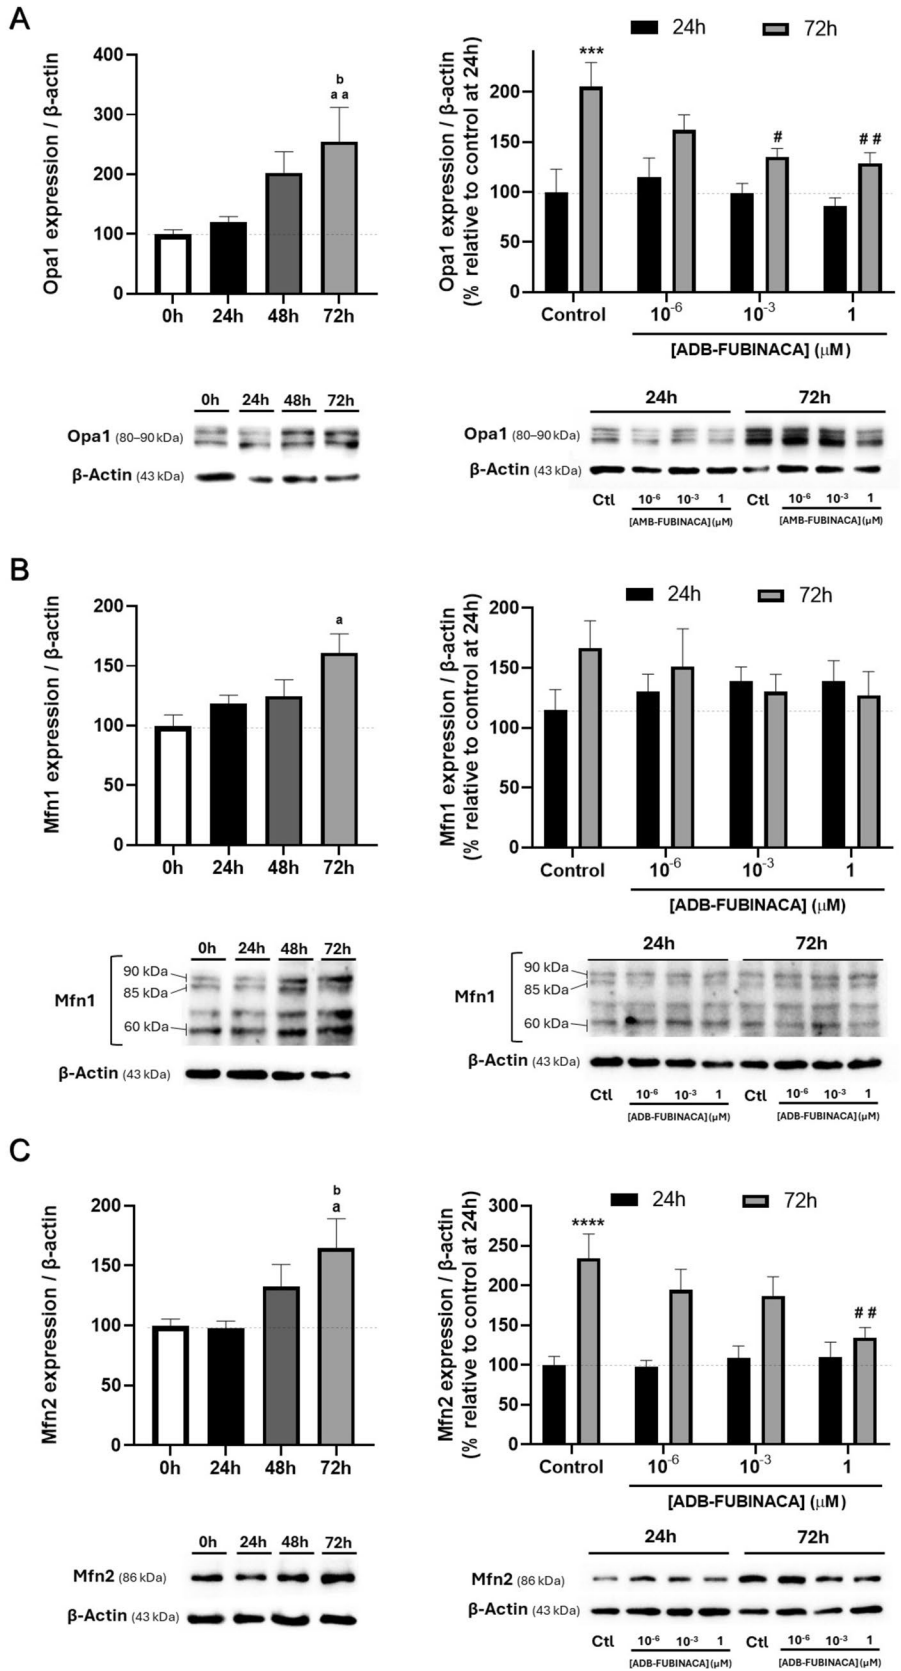 A
Opa1 expression / β-actin
400
300
200
100
0
b
a a
0h 24h 48h 72h
24h 72h
Opa1 expression / β-actin
(% relative to control at 24h)
200
150
100
50
0
***
#
# #
Control 10-6 10-3 1
[ADB-FUBINACA] (µM)
0h 24h 48h 72h
Opa1 (80–90 kDa)
β-Actin (43 kDa)
24h 72h
Opa1 (80–90 kDa)
β-Actin (43 kDa)
Ctl 10-6 10-3 1 Ctl 10-6 10-3 1
[AMB-FUBINACA] (µM) [AMB-FUBINACA] (µM)
B
Mfn1 expression / β-actin
200
150
100
50
0
a
0h 24h 48h 72h
24h 72h
Mfn1 expression / β-actin
(% relative to control at 24h)
200
150
100
50
0
Control 10-6 10-3 1
[ADB-FUBINACA] (µM)
0h 24h 48h 72h
Mfn1
90 kDa
85 kDa
60 kDa
β-Actin (43 kDa)
24h 72h
Mfn1
90 kDa
85 kDa
60 kDa
β-Actin (43 kDa)
Ctl 10-6 10-3 1 Ctl 10-6 10-3 1
[ADB-FUBINACA] (µM) [ADB-FUBINACA] (µM)
C
Mfn2 expression / β-actin
200
150
100
50
0
b
a
0h 24h 48h 72h
24h 72h
Mfn2 expression / β-actin
(% relative to control at 24h)
300
250
200
150
100
50
0
****
# #
Control 10-6 10-3 1
[ADB-FUBINACA] (µM)
0h 24h 48h 72h
Mfn2 (86 kDa)
β-Actin (43 kDa)
24h 72h
Mfn2 (86 kDa)
β-Actin (43 kDa)
Ctl 10-6 10-3 1 Ctl 10-6 10-3 1
[ADB-FUBINACA] (µM) [ADB-FUBINACA] (µM)